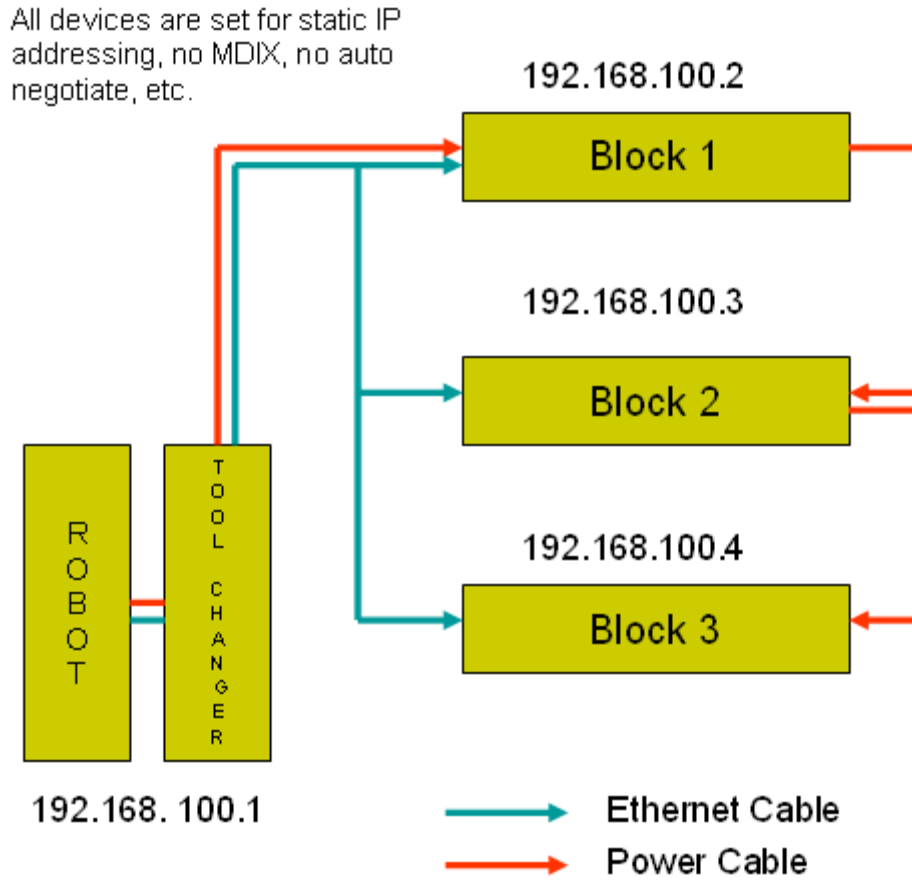 All devices are set for static IP
addressing, no MDIX, no auto
negotiate, etc.
192.168.100.2
Block 1
192.168.100.3
Block 2
192.168.100.4
Block 3
ROBOT
TOOL CHANGER
192.168. 100.1
Ethernet Cable
Power Cable